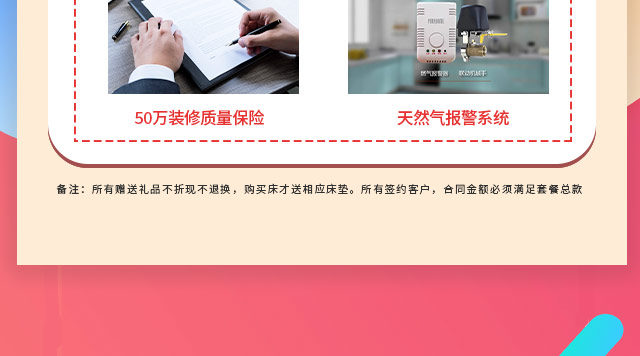 燃气报警器 联动机械手
50万装修质量保险 天然气报警系统
备注：所有赠送礼品不折现不退换，购买床才送相应床垫。所有签约客户，合同金额必须满足套餐总款